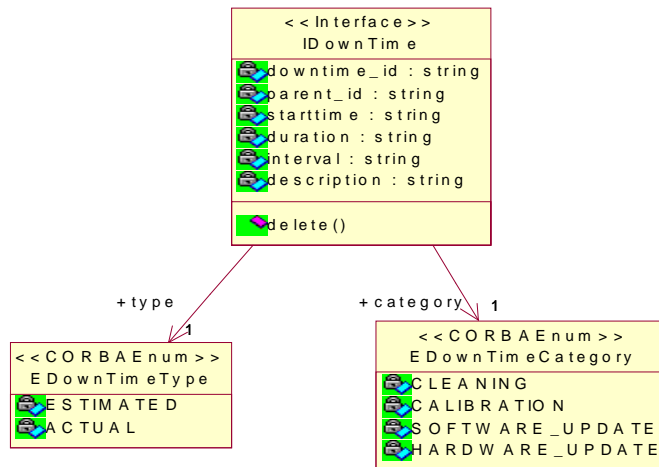 <<Interface>>
IDownTime
downtime_id : string
parent_id : string
starttime : string
duration : string
interval : string
description : string
delete()
+type
1
+category
1
<<CORBAEnum>>
EDownTimeType
ESTIMATED
ACTUAL
<<CORBAEnum>>
EDownTimeCategory
CLEANING
CALIBRATION
SOFTWARE_UPDATE
HARDWARE_UPDATE